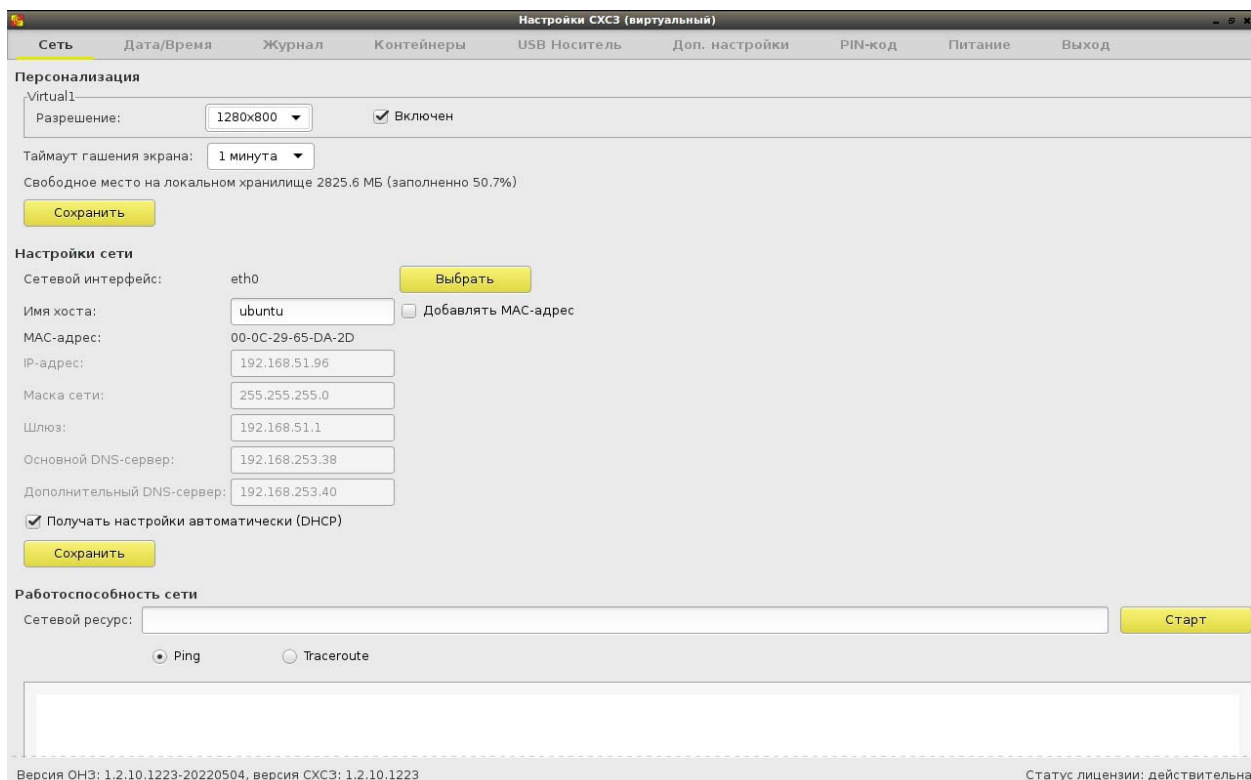 Настройки СХСЗ (виртуальный)
Сеть Дата/Время Журнал Контейнеры USB Носитель Доп. настройки PIN-код Питание Выход
Персонализация
Virtual1
Разрешение: 1280x800 Включен
Таймаут гашения экрана: 1 минута
Свободное место на локальном хранилище 2825.6 МБ (заполненно 50.7%)
Сохранить
Настройки сети
Сетевой интерфейс: eth0 Выбрать
Имя хоста: ubuntu Добавлять MAC-адрес
MAC-адрес: 00-0C-29-65-DA-2D
IP-адрес: 192.168.51.96
Маска сети: 255.255.255.0
Шлюз: 192.168.51.1
Основной DNS-сервер: 192.168.253.38
Дополнительный DNS-сервер: 192.168.253.40
Получать настройки автоматически (DHCP)
Сохранить
Работоспособность сети
Сетевой ресурс: Старт
Ping Traceroute
Версия ОНЗ: 1.2.10.1223-20220504, версия СХСЗ: 1.2.10.1223 Статус лицензии: действительна